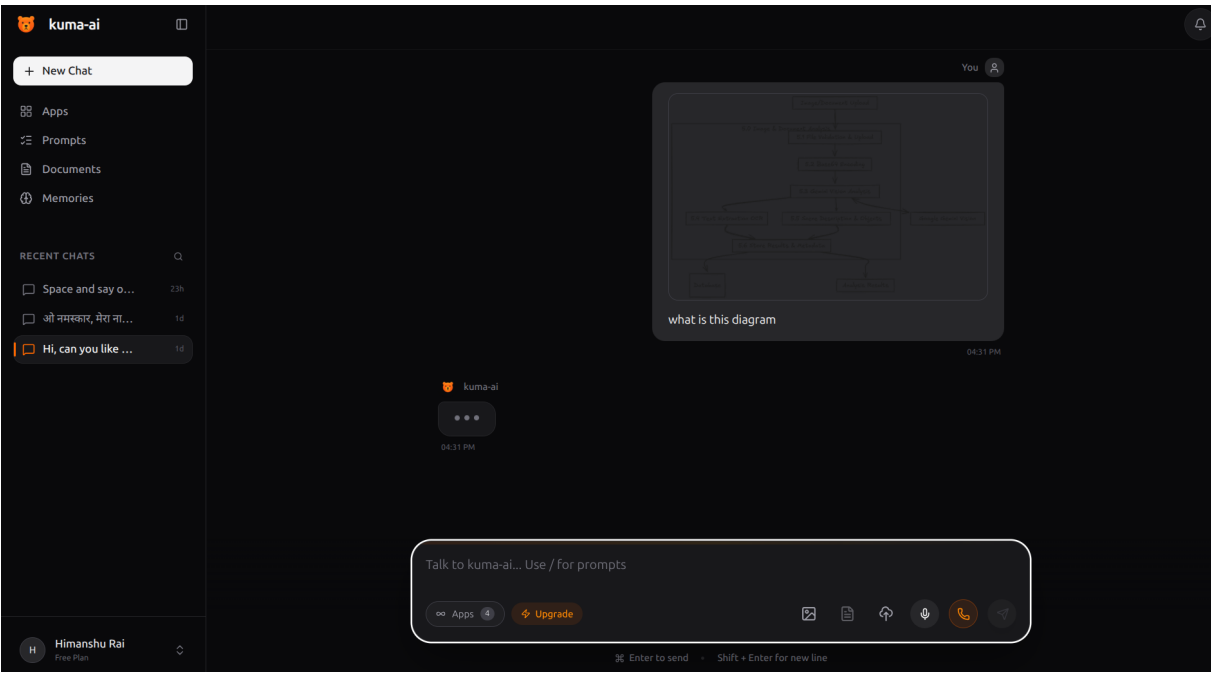 kuma-ai
New Chat
Apps
Prompts
Documents
Memories
RECENT CHATS
Space and say o... 23h
ओ नमस्कार, मेरा ना... 1d
Hi, can you like ... 1d
Himanshu Rai
H
Free Plan
You
what is this diagram
04:31 PM
kuma-ai
04:31 PM
Talk to kuma-ai... Use / for prompts
Apps 4 Upgrade
⌘ Enter to send • Shift + Enter for new line